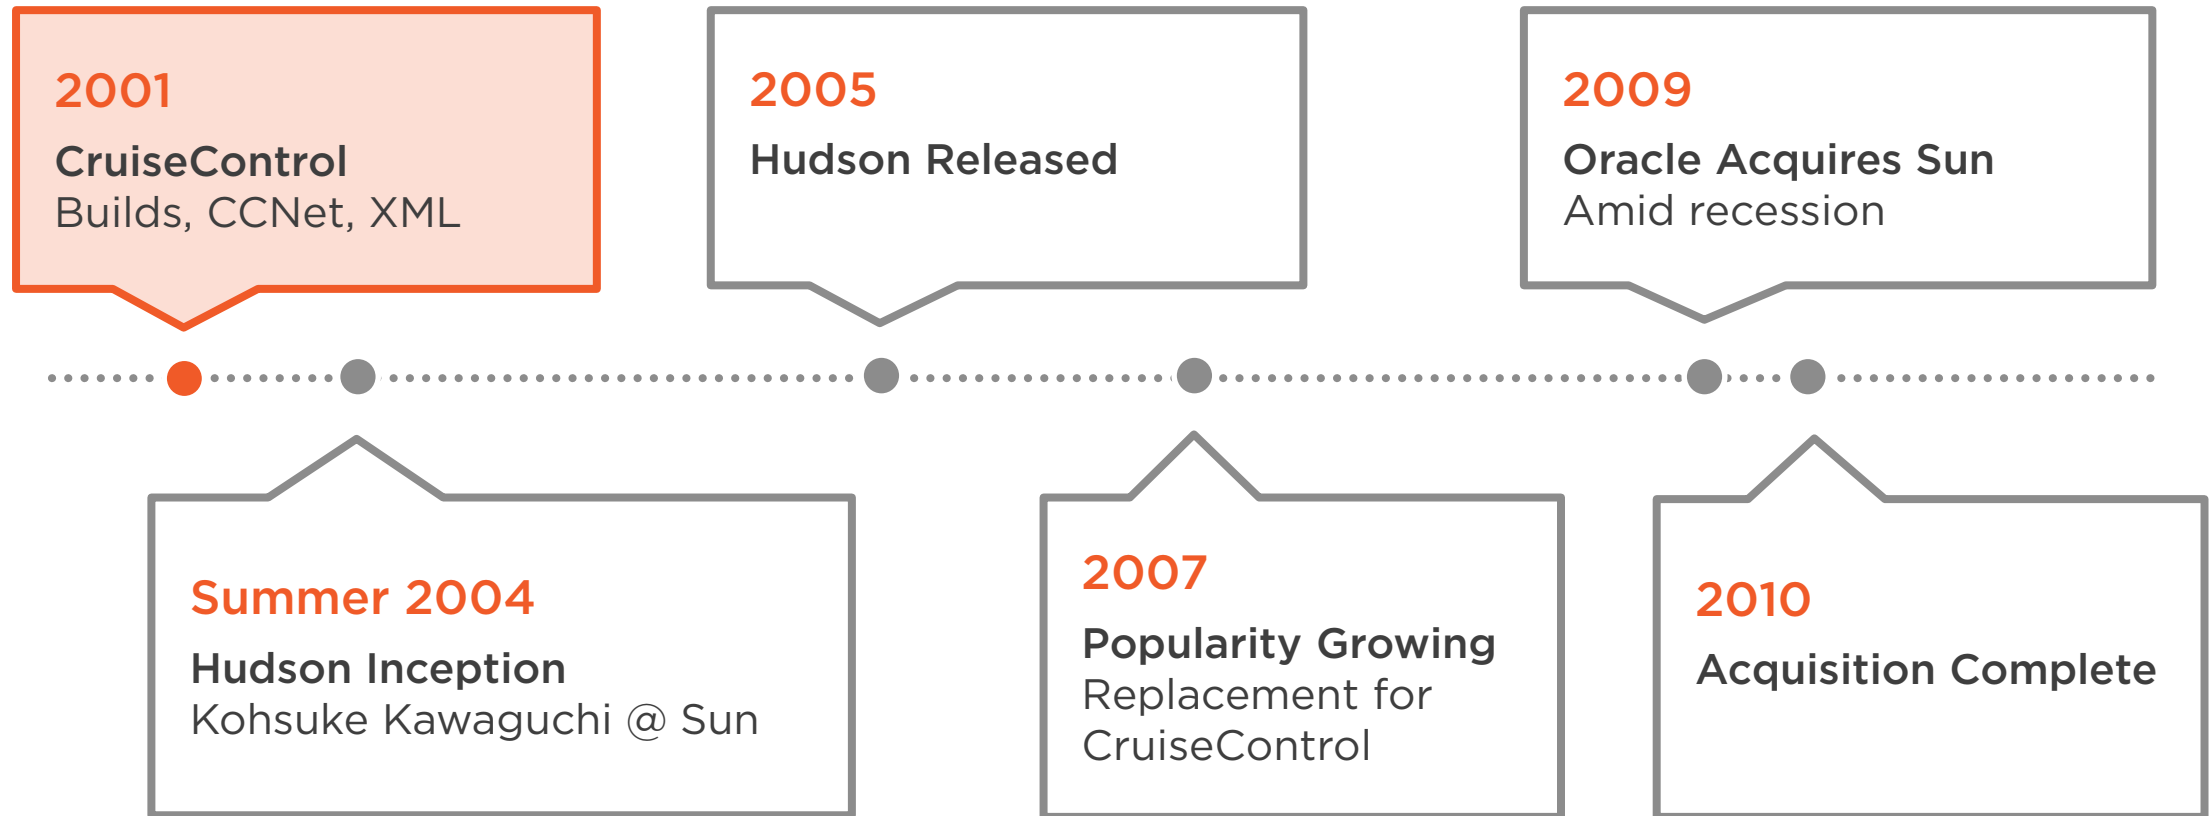 2001
CruiseControl
Builds, CCNet, XML
2005
Hudson Released
2009
Oracle Acquires Sun
Amid recession
Summer 2004
Hudson Inception
Kohsuke Kawaguchi @ Sun
2007
Popularity Growing
Replacement for
CruiseControl
2010
Acquisition Complete